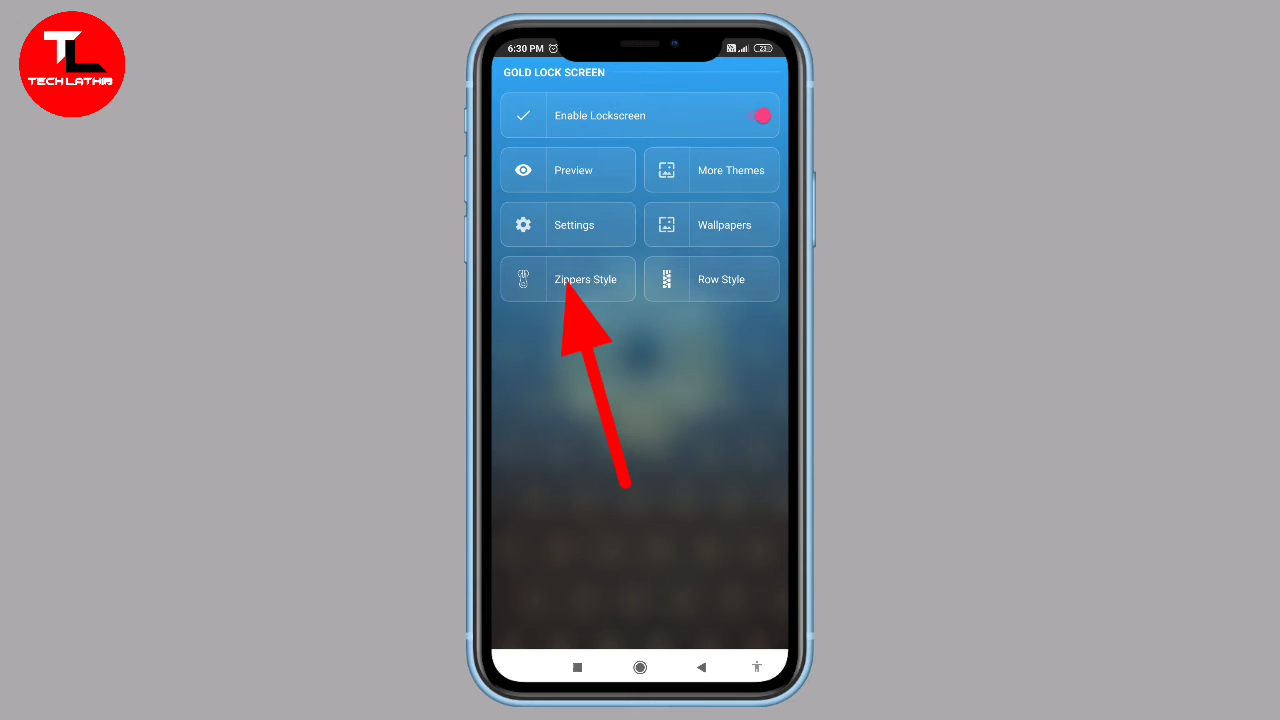 TL
TECH LATHIA
6:30 PM
23
GOLD LOCK SCREEN
Enable Lockscreen
Preview
More Themes
Settings
Wallpapers
Zippers Style
Row Style